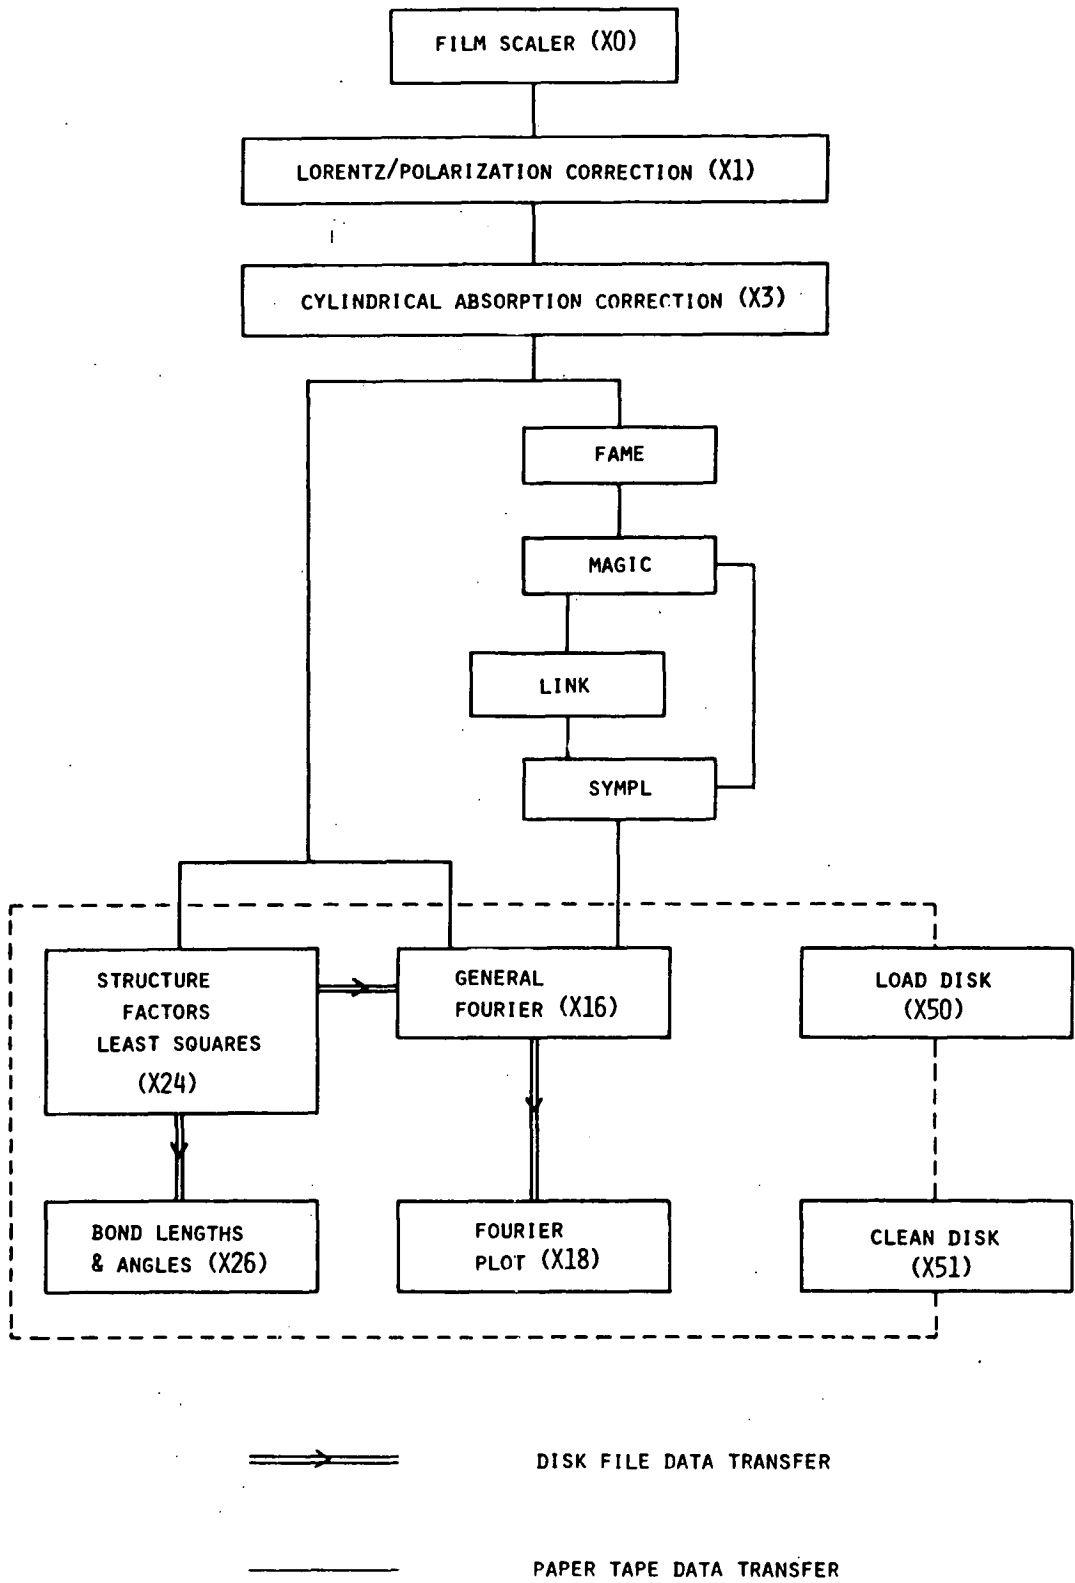 FILM SCALER (X0)
LORENTZ/POLARIZATION CORRECTION (X1)
CYLINDRICAL ABSORPTION CORRECTION (X3)
FAME
MAGIC
LINK
SYMPL
STRUCTURE
FACTORS
LEAST SQUARES
(X24)
GENERAL
FOURIER (X16)
LOAD DISK
(X50)
BOND LENGTHS
& ANGLES (X26)
FOURIER
PLOT (X18)
CLEAN DISK
(X51)
DISK FILE DATA TRANSFER
PAPER TAPE DATA TRANSFER